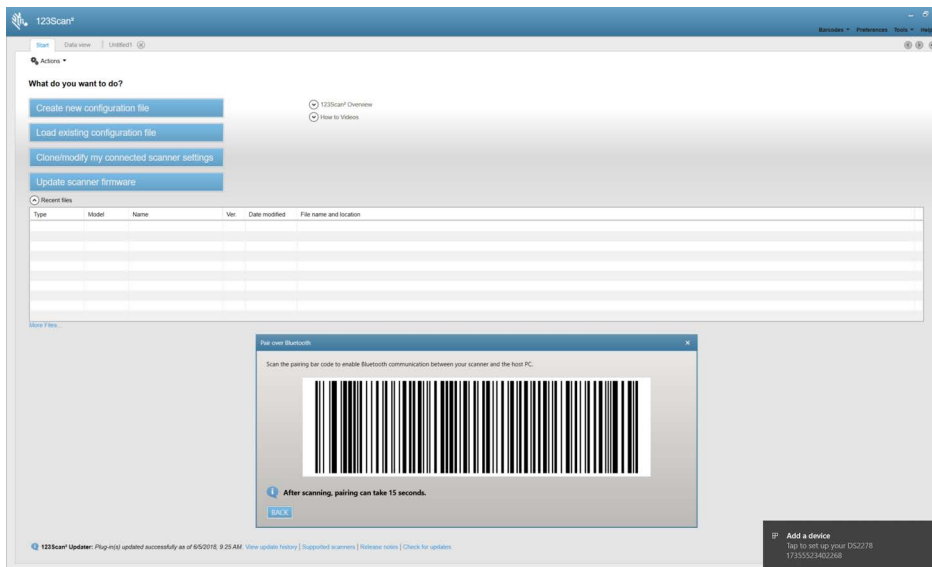 123Scan²
Barcodes Preferences Tools Help
Start Data view Untitled1
Actions
What do you want to do?
Create new configuration file
123Scan² Overview
How to Videos
Load existing configuration file
Clone/modify my connected scanner settings
Update scanner firmware
Recent files
Type Model Name Ver Date modified File name and location
More Files...
Pair over Bluetooth
Scan the pairing bar code to enable Bluetooth communication between your scanner and the host PC.
After scanning, pairing can take 15 seconds.
BACK
123Scan² Updater: Plug-in(s) updated successfully as of 6/5/2018, 9:25 AM. View update history | Supported scanners | Release notes | Check for updates
Add a device
Tap to set up your DS2278
17355523402268